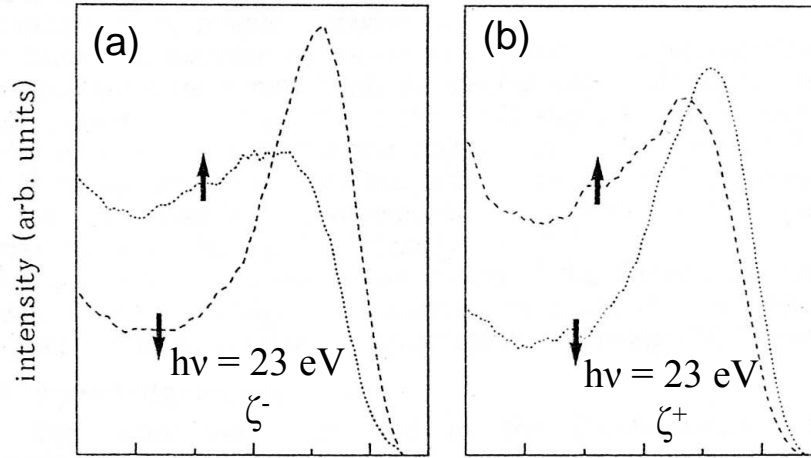 (a)
intensity (arb. units)
hν = 23 eV
ζ-
(b)
hν = 23 eV
ζ+